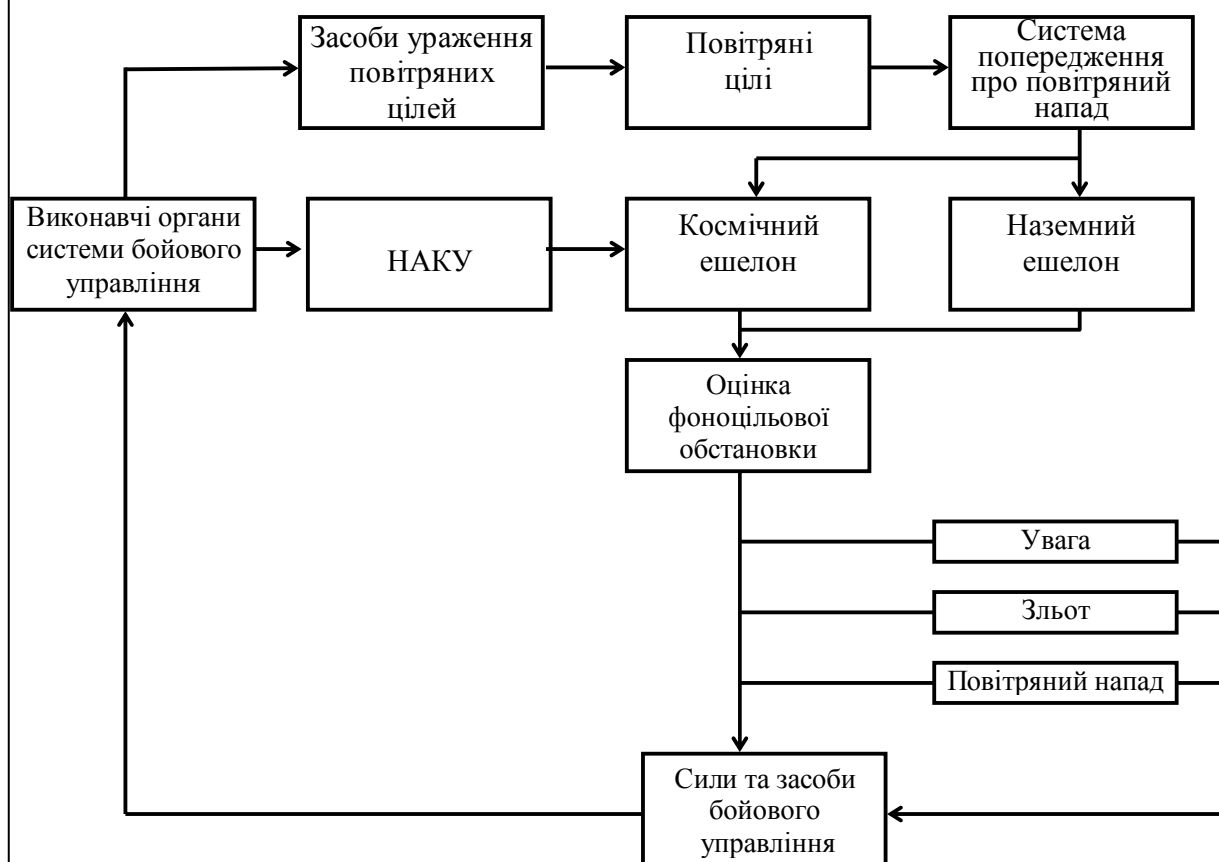 Засоби ураження
повітряних
цілей
Повітряні
цілі
Система
попередження
про повітряний
напад
Виконавчі органи
системи бойового
управління
НАКУ
Космічний
ешелон
Наземний
ешелон
Оцінка
фоноцільової
обстановки
Увага
Зльот
Повітряний напад
Сили та засоби
бойового
управління